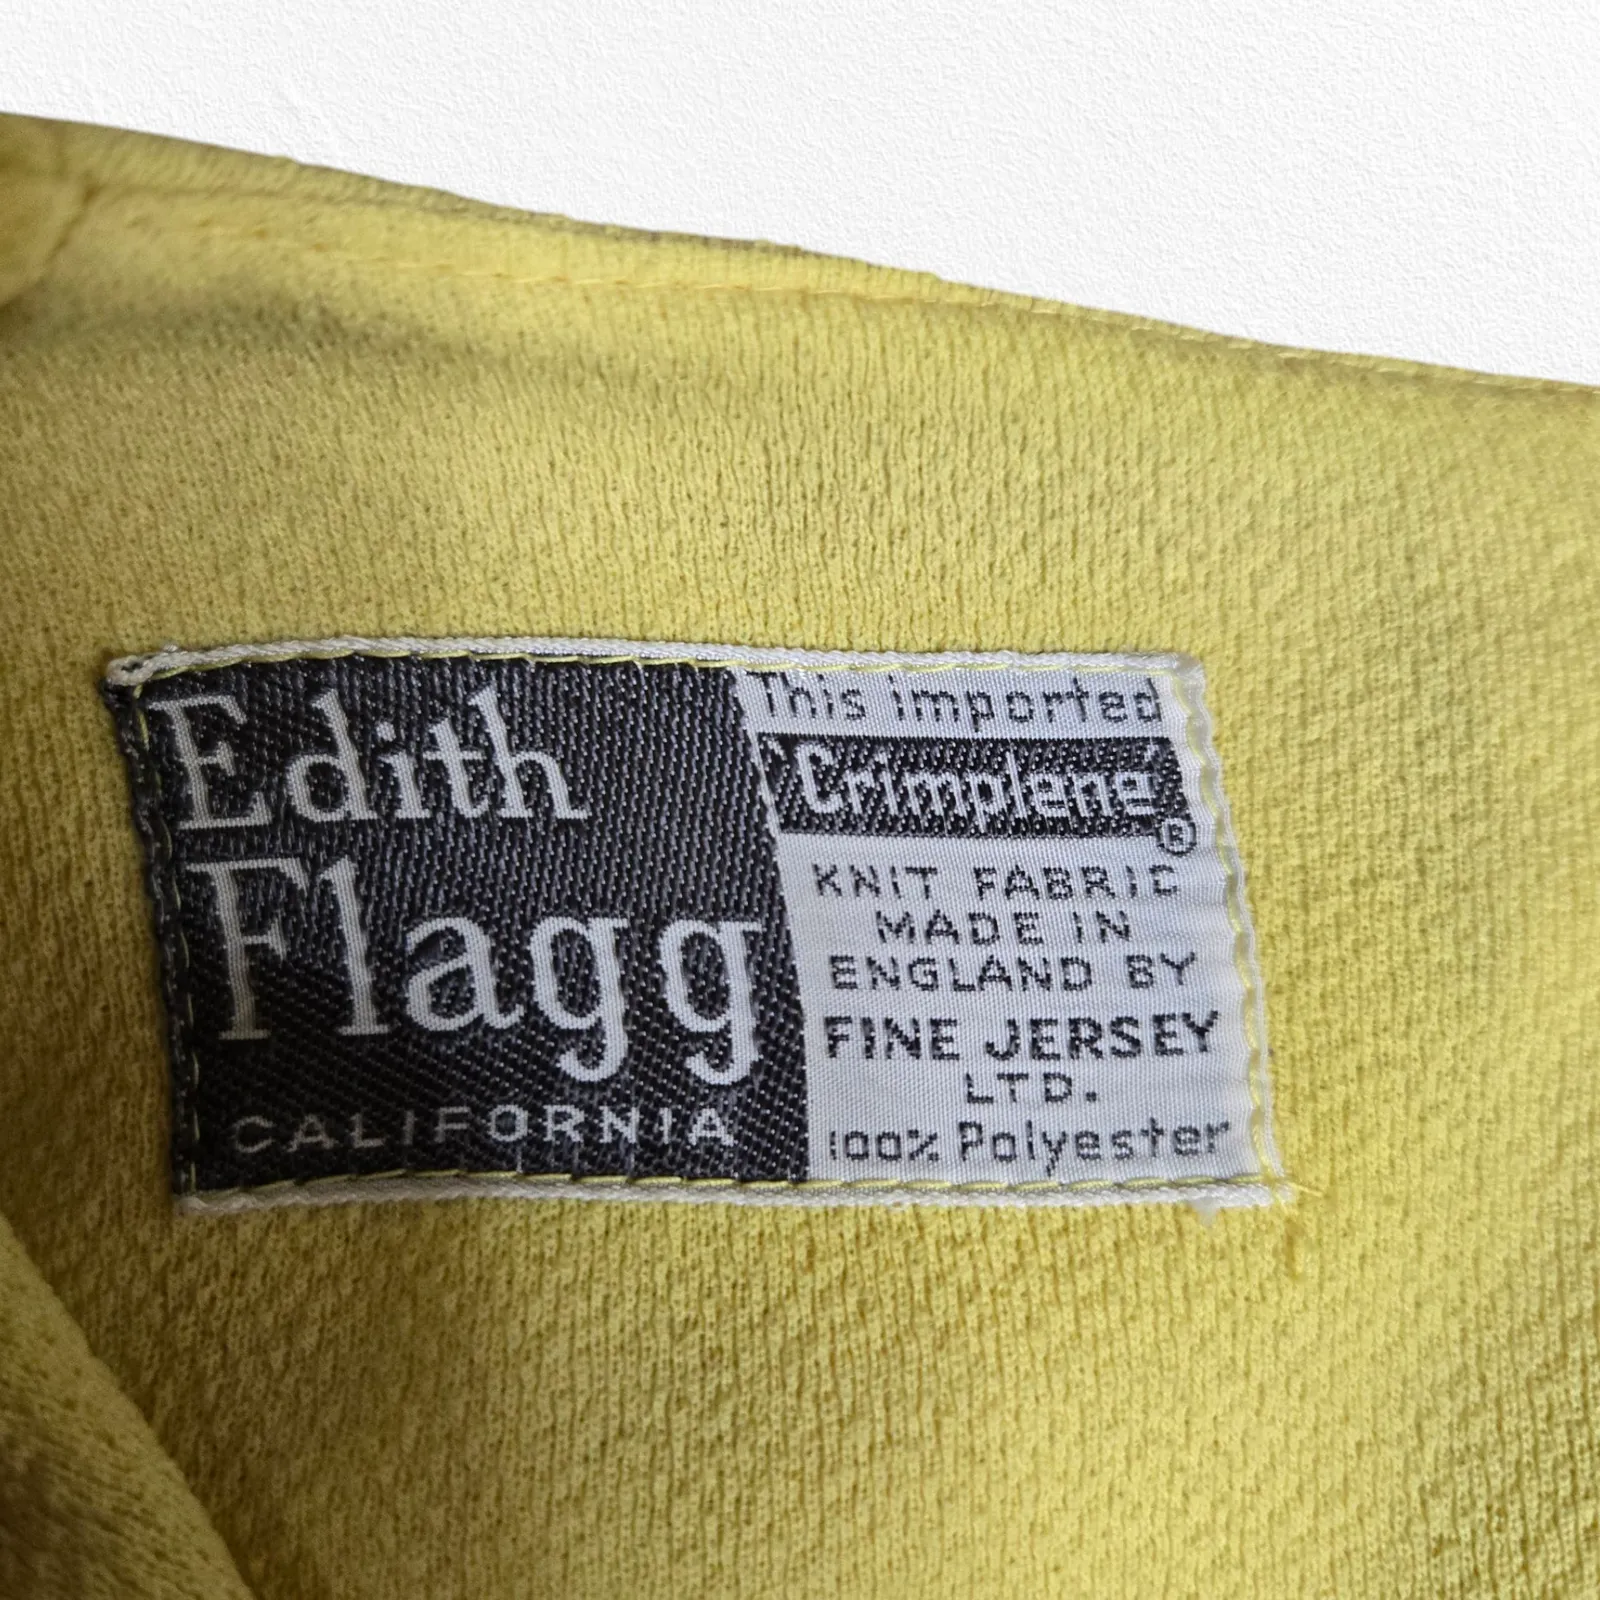 Edith
Flagg
CALIFORNIA
This imported
'Crimplene'
®
KNIT FABRIC
MADE IN
ENGLAND BY
FINE JERSEY
LTD.
100% Polyester